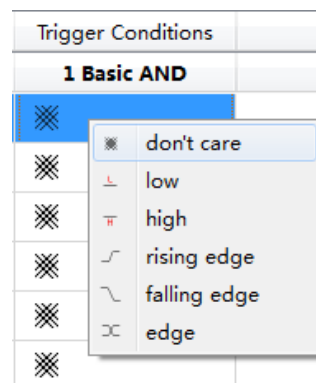 Trigger Conditions
1 Basic AND
don't care
L low
H high
rising edge
falling edge
edge